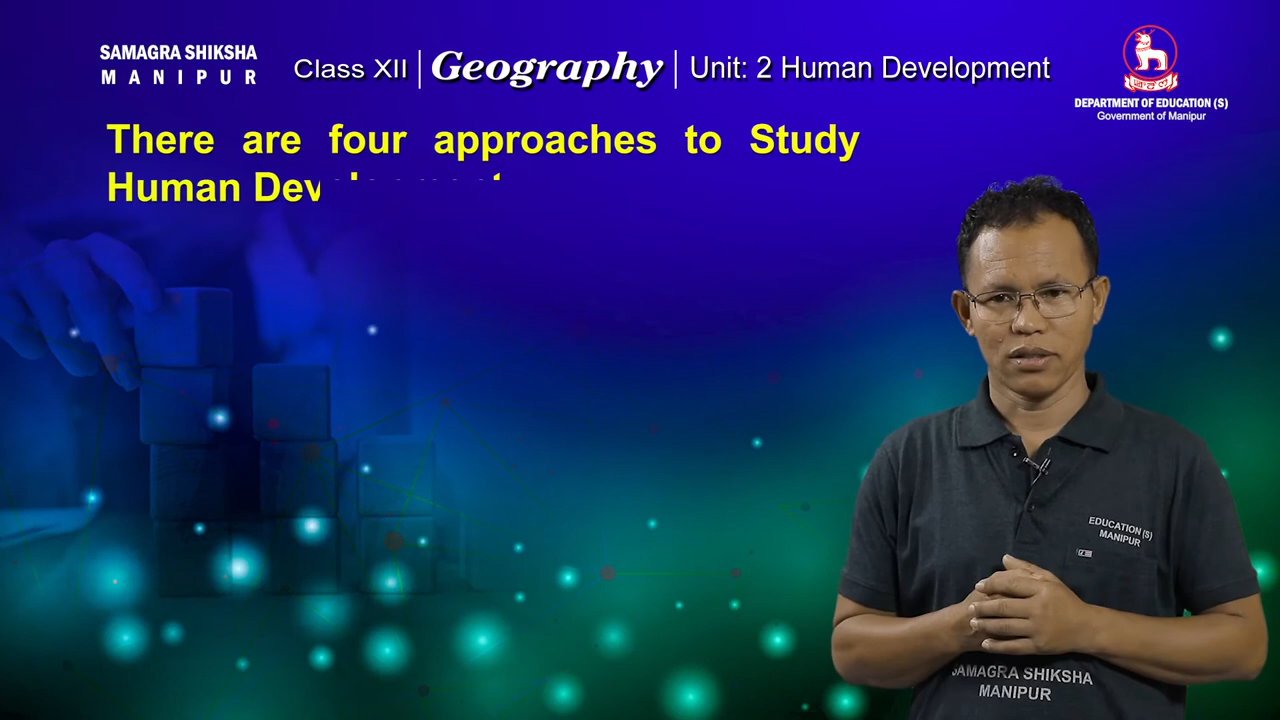 SAMAGRA SHIKSHA
MANIPUR
Class XII | Geography | Unit: 2 Human Development
DEPARTMENT OF EDUCATION (S)
Government of Manipur
There are four approaches to Study
Human Development
EDUCATION (S)
MANIPUR
SAMAGRA SHIKSHA
MANIPUR